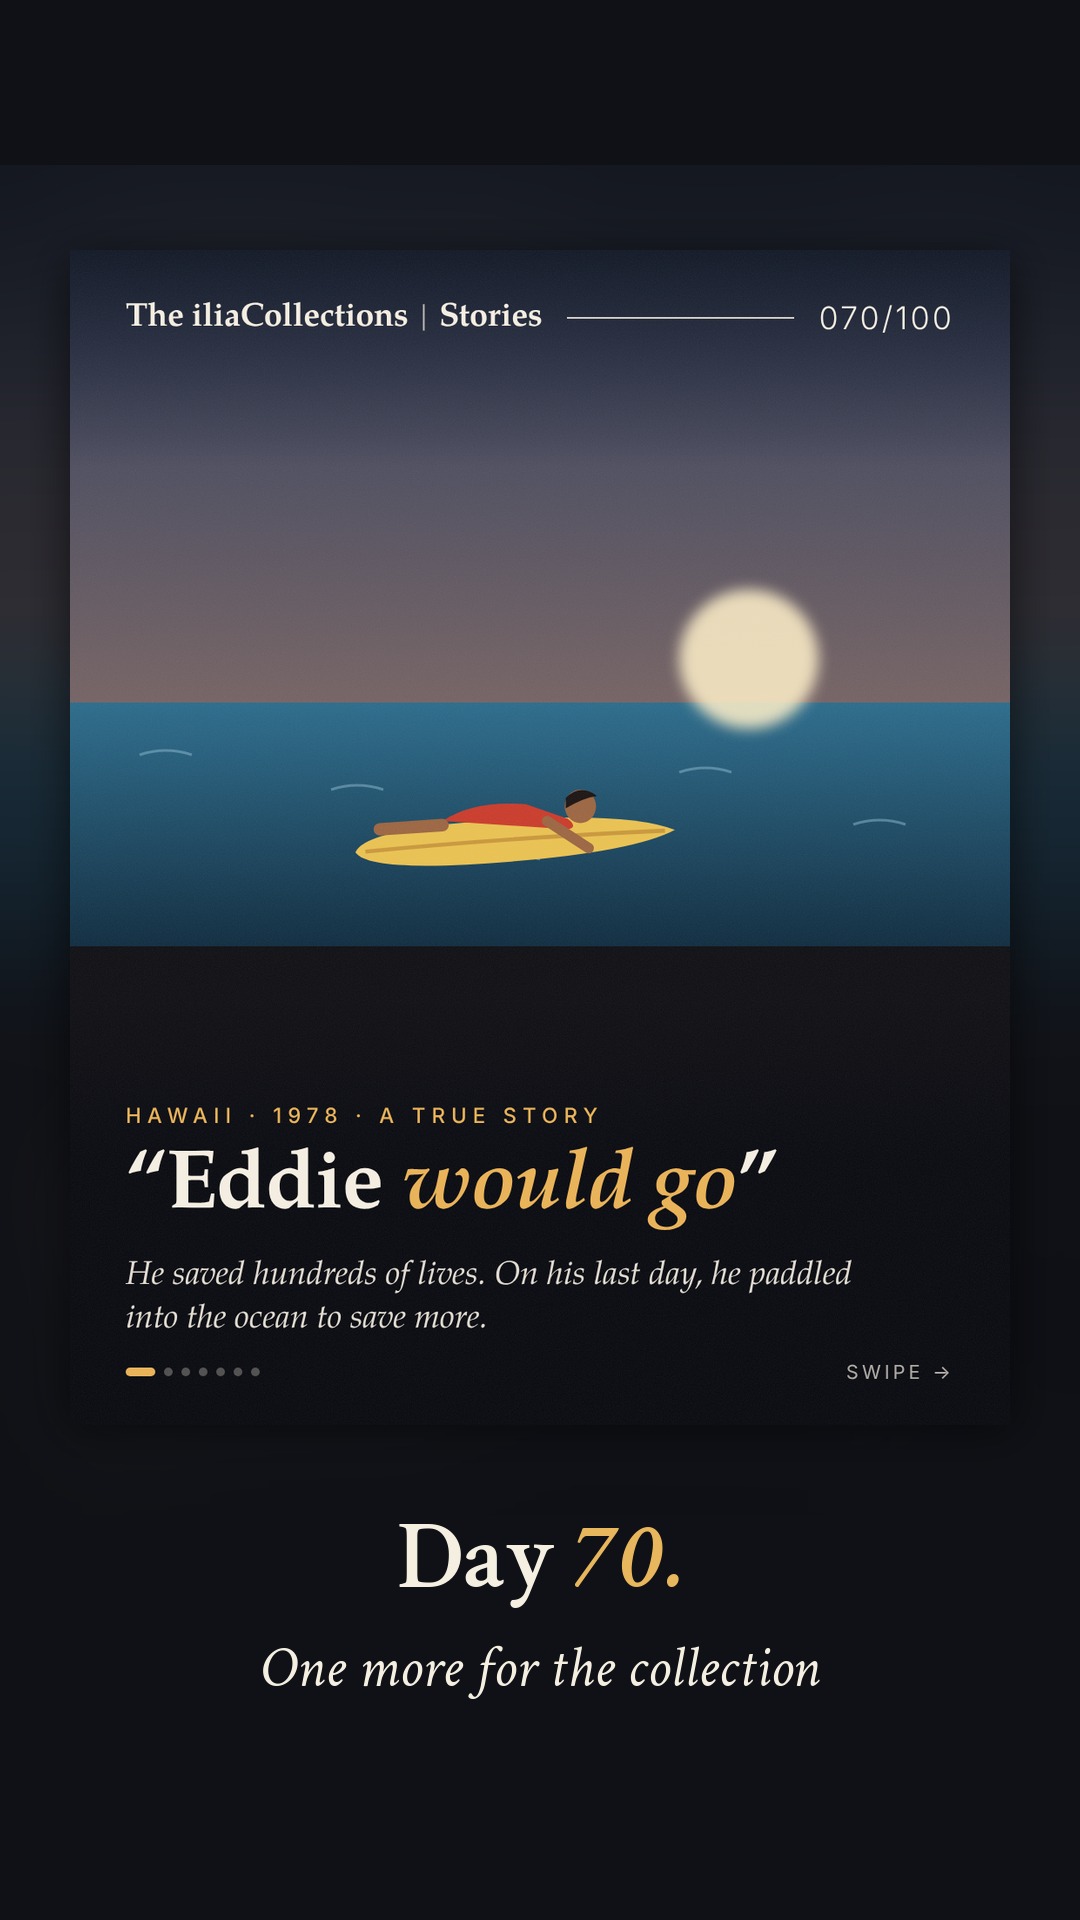 The iliaCollections | Stories
070/100
HAWAII · 1978 · A TRUE STORY
“Eddie would go”
He saved hundreds of lives. On his last day, he paddled
into the ocean to save more.
SWIPE →
Day 70.
One more for the collection